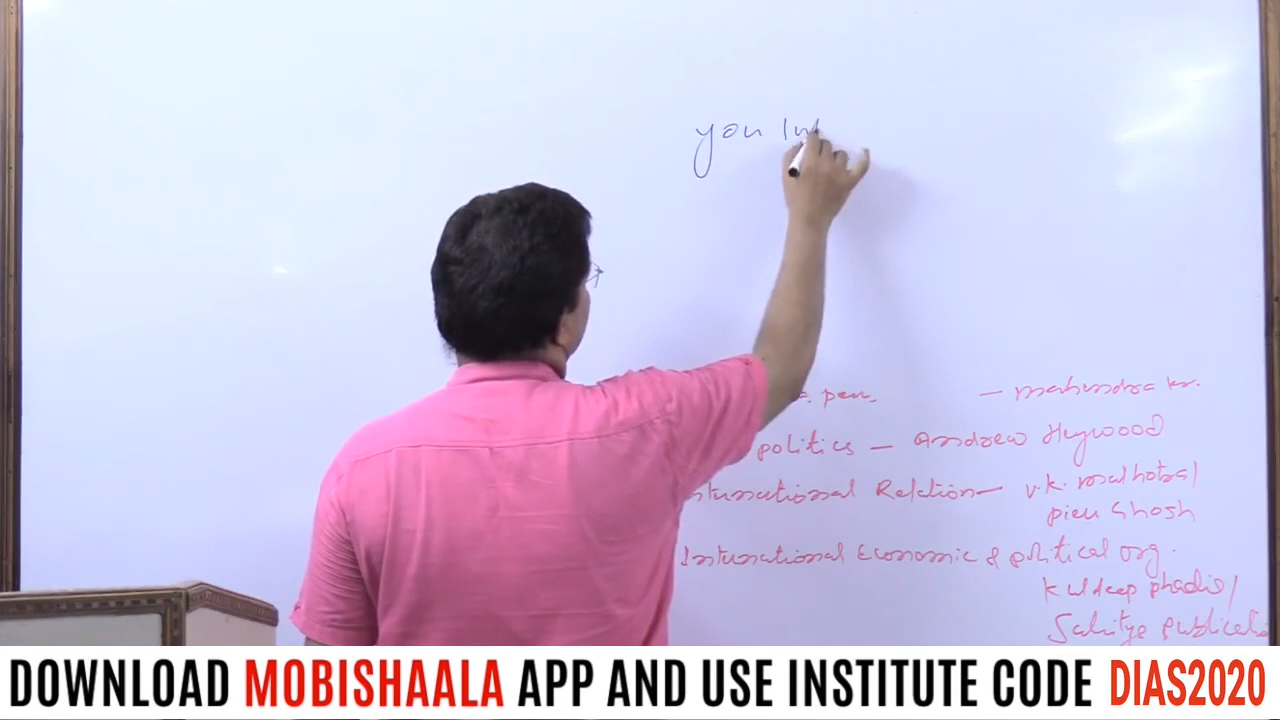 you
pen. — mahendra kr.
politics — Andrew Heywood
International Relation — V.K. malhotra/
pieu Ghosh
International Economic & political org.
kuldeep phadia/
Sahitya publication
DOWNLOAD MOBISHAALA APP AND USE INSTITUTE CODE DIAS2020